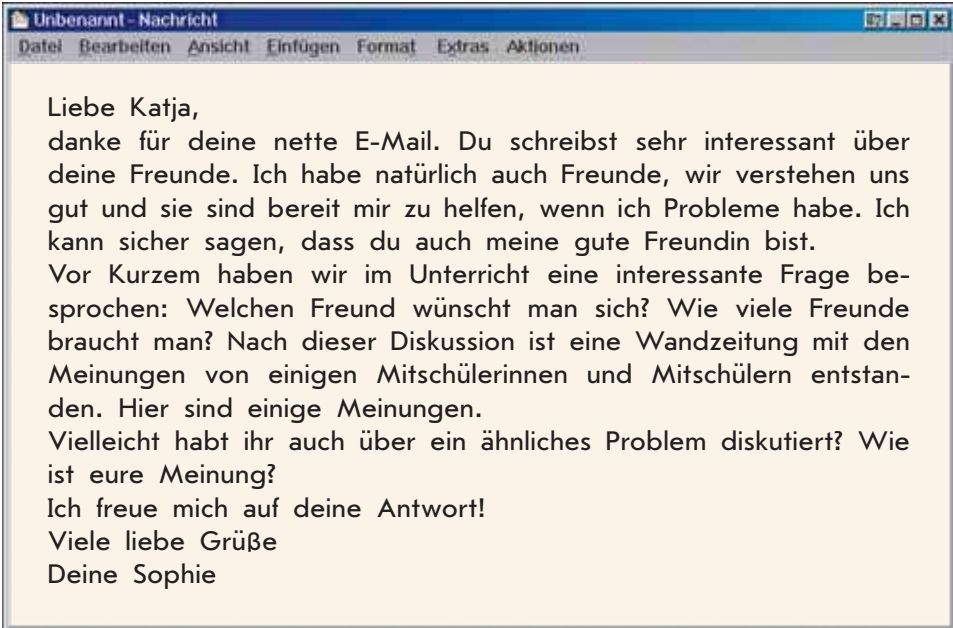 Unbenannt - Nachricht
Datei Bearbeiten Ansicht Einfügen Format Extras Aktionen
Liebe Katja,
danke für deine nette E-Mail. Du schreibst sehr interessant über
deine Freunde. Ich habe natürlich auch Freunde, wir verstehen uns
gut und sie sind bereit mir zu helfen, wenn ich Probleme habe. Ich
kann sicher sagen, dass du auch meine gute Freundin bist.
Vor Kurzem haben wir im Unterricht eine interessante Frage be-
sprochen: Welchen Freund wünscht man sich? Wie viele Freunde
braucht man? Nach dieser Diskussion ist eine Wandzeitung mit den
Meinungen von einigen Mitschülerinnen und Mitschülern entstan-
den. Hier sind einige Meinungen.
Vielleicht habt ihr auch über ein ähnliches Problem diskutiert? Wie
ist eure Meinung?
Ich freue mich auf deine Antwort!
Viele liebe Grüße
Deine Sophie